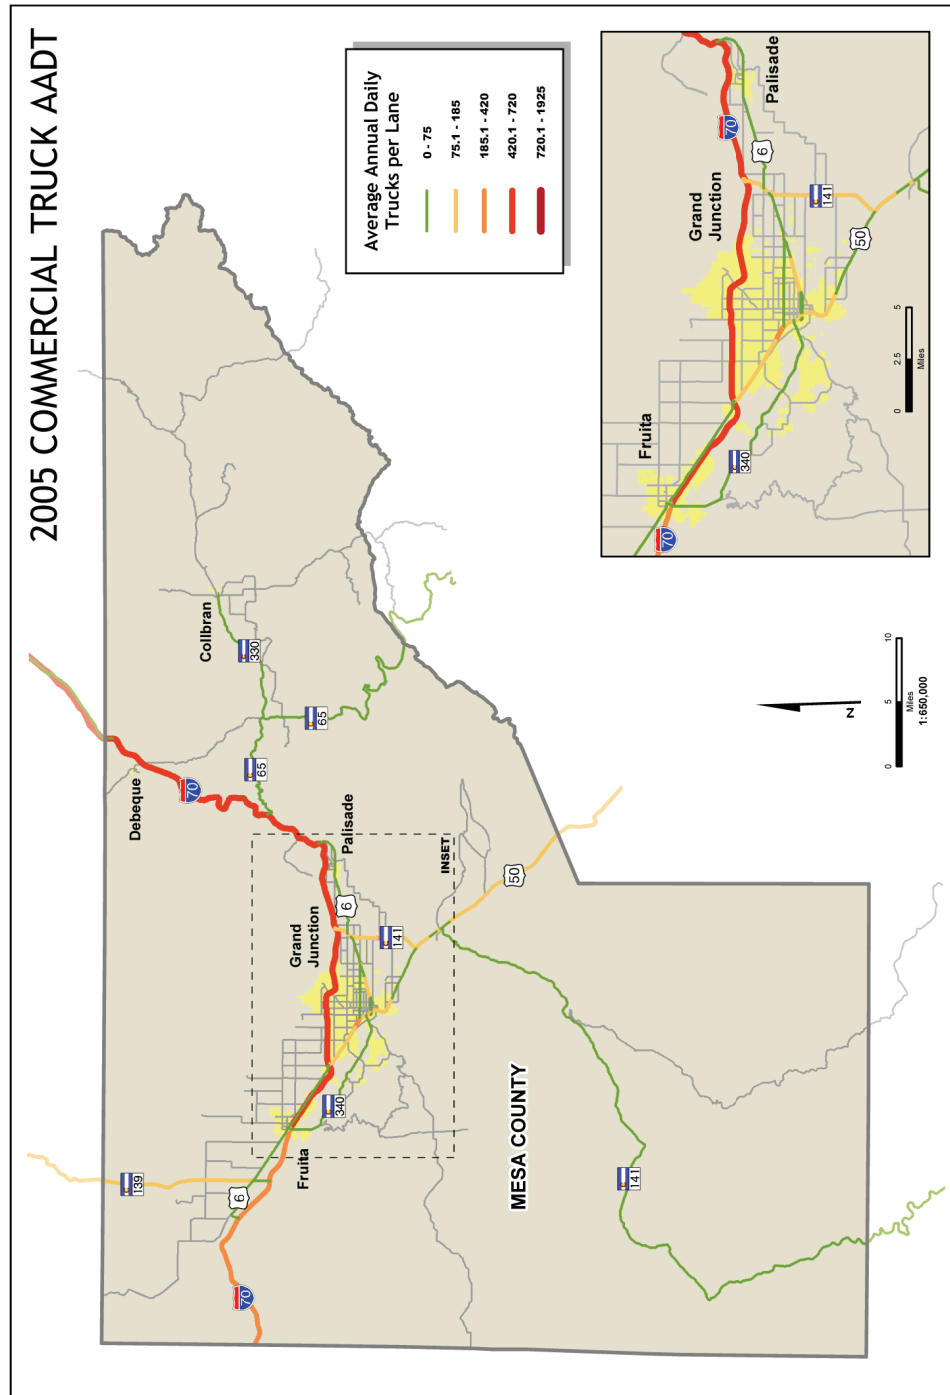 2005 COMMERCIAL TRUCK AADT
Average Annual Daily
Trucks per Lane
0 - 75
75.1 - 185
185.1 - 420
420.1 - 720
720.1 - 1925
70
6
139
Fruita
340
Grand
Junction
141
6
Palisade
Debeque
70
65
65
330
Collbran
INSET
50
MESA COUNTY
141
N
0
5
10
Miles
1:650,000
70
Fruita
340
Grand
Junction
70
6
Palisade
141
50
0
2.5
5
Miles